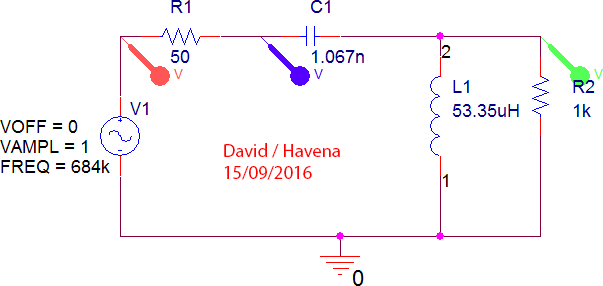 R1
50
V
C1
1.067n
V
2
L1
53.35uH
1
V
R2
1k
V1
VOFF = 0
VAMPL = 1
FREQ = 684k
David / Havena
15/09/2016
0